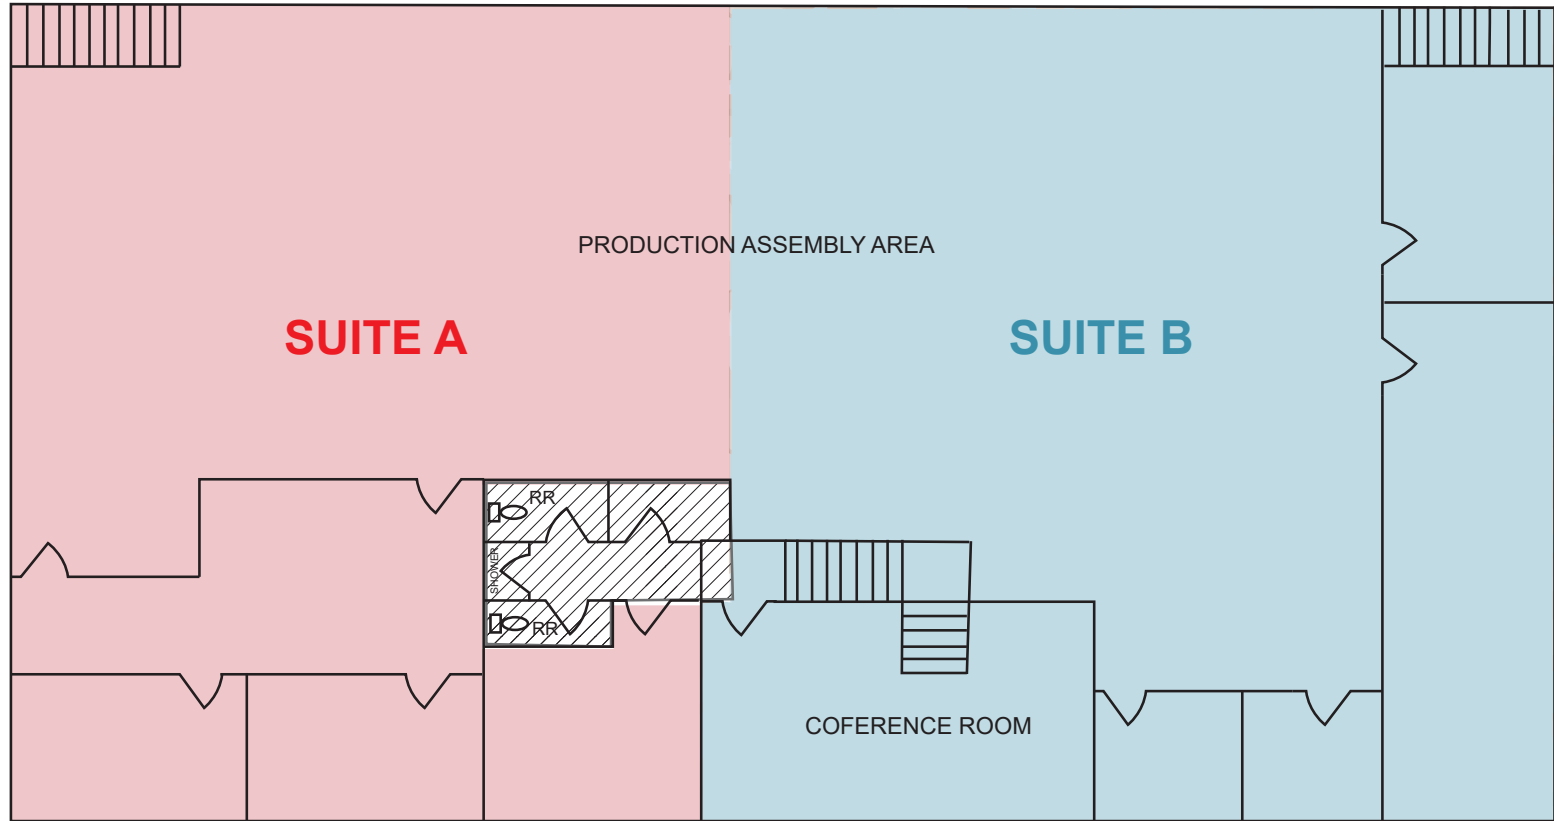 PRODUCTION ASSEMBLY AREA
SUITE A
SUITE B
RR
SHOWER
RR
COFERENCE ROOM